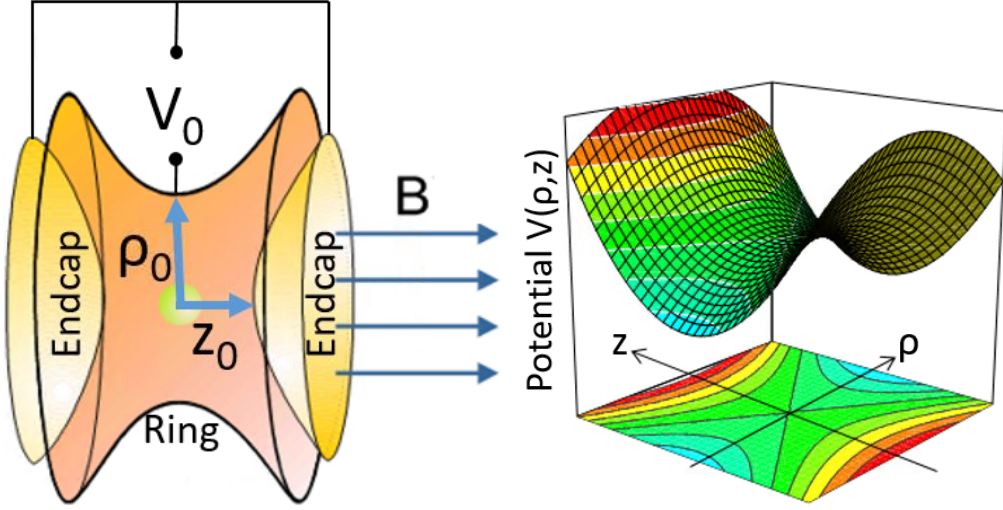 V₀
B
ρ₀
z₀
Endcap
Endcap
Ring
Potential V(ρ,z)
z
ρ